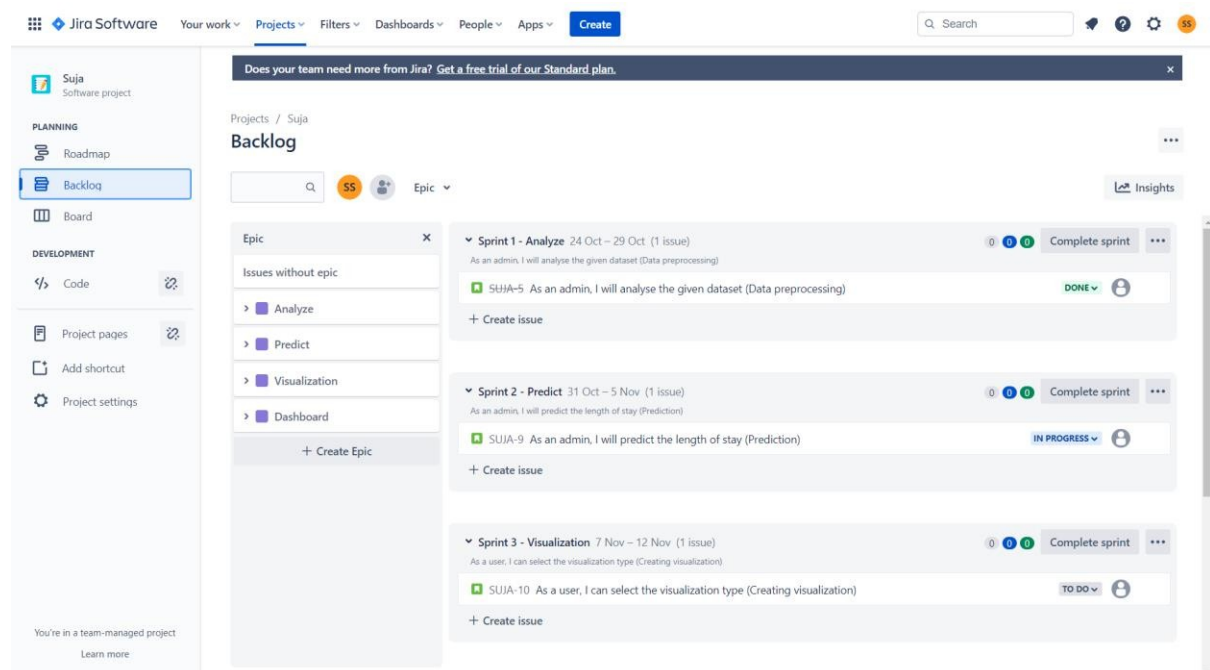 Jira Software Your work Projects Filters Dashboards People Apps Create Search SS
Suja
Software project
PLANNING
Roadmap
Backlog
Board
DEVELOPMENT
Code
Project pages
Add shortcut
Project settings
You're in a team-managed project
Learn more
Does your team need more from Jira? Get a free trial of our Standard plan.
Projects / Suja
Backlog
SS Epic Insights
Epic
Issues without epic
Analyze
Predict
Visualization
Dashboard
+ Create Epic
Sprint 1 - Analyze 24 Oct – 29 Oct (1 issue) 0 0 0 Complete sprint
As an admin, I will analyse the given dataset (Data preprocessing)
SUJA-5 As an admin, I will analyse the given dataset (Data preprocessing) DONE
+ Create issue
Sprint 2 - Predict 31 Oct – 5 Nov (1 issue) 0 0 0 Complete sprint
As an admin, I will predict the length of stay (Prediction)
SUJA-9 As an admin, I will predict the length of stay (Prediction) IN PROGRESS
+ Create issue
Sprint 3 - Visualization 7 Nov – 12 Nov (1 issue) 0 0 0 Complete sprint
As a user, I can select the visualization type (Creating visualization)
SUJA-10 As a user, I can select the visualization type (Creating visualization) TO DO
+ Create issue